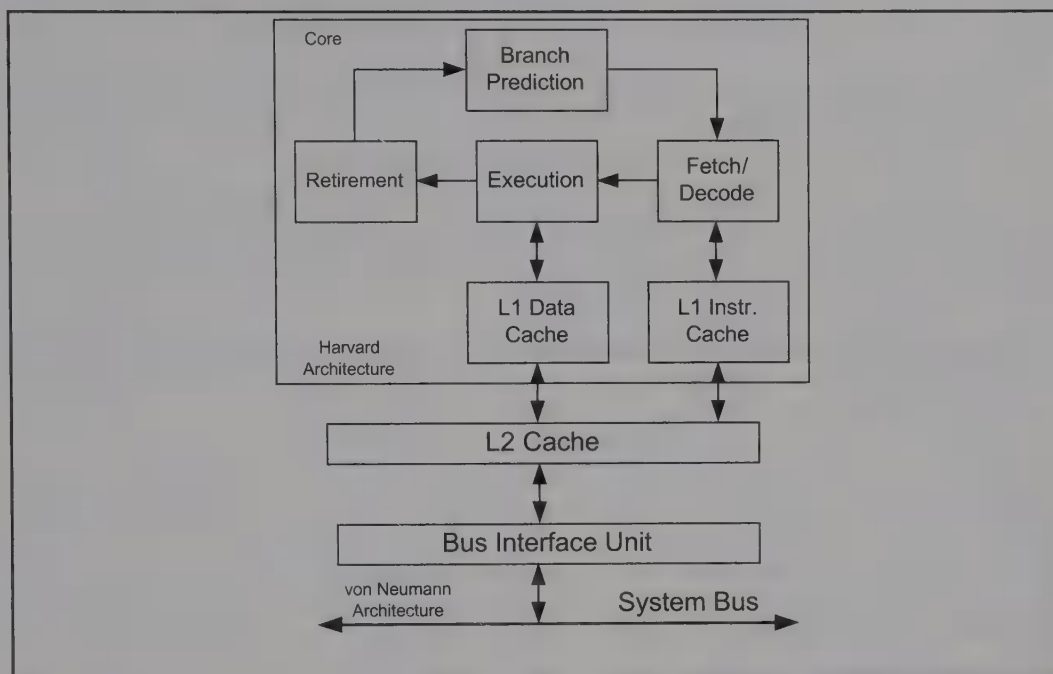 Core
Branch
Prediction
Retirement
Execution
Fetch/
Decode
L1 Data
Cache
L1 Instr.
Cache
Harvard
Architecture
L2 Cache
Bus Interface Unit
von Neumann
Architecture
System Bus